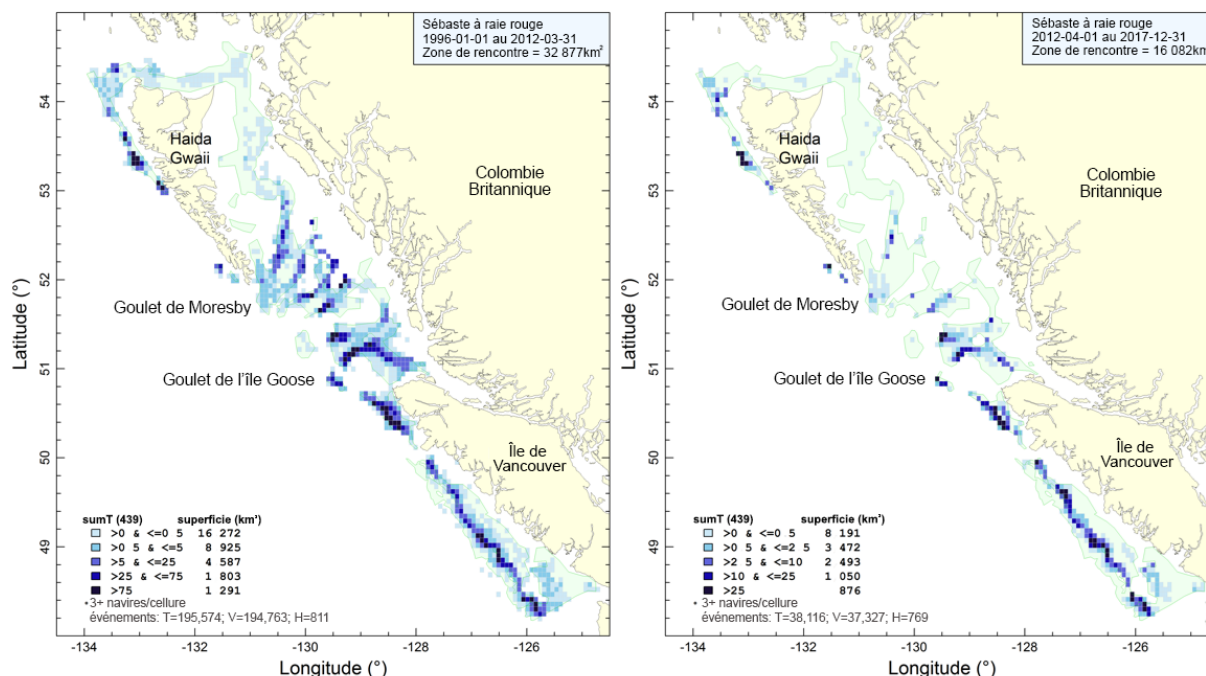 Sébaste à raie rouge
1996-01-01 au 2012-03-31
Zone de rencontre = 32 877km²
Haida
Gwaii
Colombie
Britannique
Goulet de Moresby
Goulet de l'île Goose
Île de
Vancouver
sumT (439) superficie (km²)
>0 & <=0 5 16 272
>0 5 & <=5 8 925
>5 & <=25 4 587
>25 & <=75 1 803
>75 1 291
• 3+ navires/cellure
événements: T=195,574; V=194,763; H=811
Latitude (°)
54
53
52
51
50
49
-134
-132
-130
-128
-126
Longitude (°)
Sébaste à raie rouge
2012-04-01 au 2017-12-31
Zone de rencontre = 16 082km
Haida
Gwaii
Colombie
Britannique
Goulet de Moresby
Goulet de l'île Goose
Île de
Vancouver
sumT (439) superficie (km²)
>0 & <=0 5 8 191
>0 5 & <=2 5 3 472
>2 5 & <=10 2 493
>10 & <=25 1 050
>25 876
• 3+ navires/cellure
événements: T=38,116; V=37,327; H=769
Latitude (°)
54
53
52
51
50
49
-134
-132
-130
-128
-126
Longitude (°)